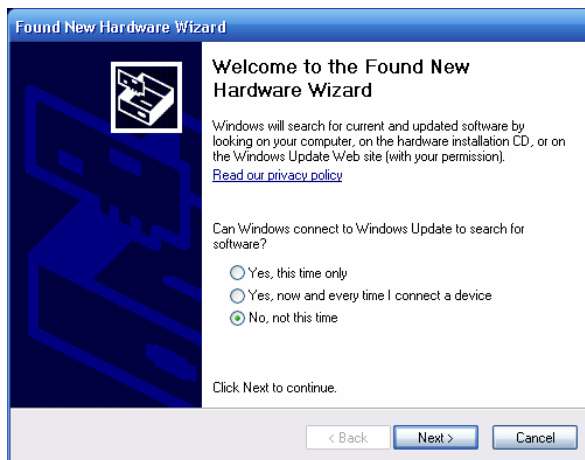 Found New Hardware Wizard
Welcome to the Found New
Hardware Wizard
Windows will search for current and updated software by
looking on your computer, on the hardware installation CD, or on
the Windows Update Web site (with your permission).
Read our privacy policy
Can Windows connect to Windows Update to search for
software?
Yes, this time only
Yes, now and every time I connect a device
No, not this time
Click Next to continue.
< Back Next > Cancel